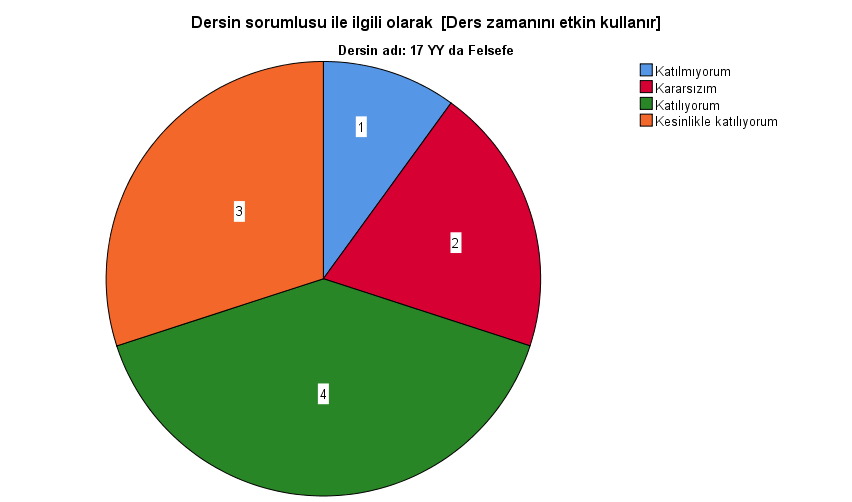 Dersin sorumlusu ile ilgili olarak [Ders zamanını etkin kullanır]
Dersin adı: 17 YY da Felsefe
Katılmıyorum
Kararsızım
Katılıyorum
Kesinlikle katılıyorum
1
3
2
4